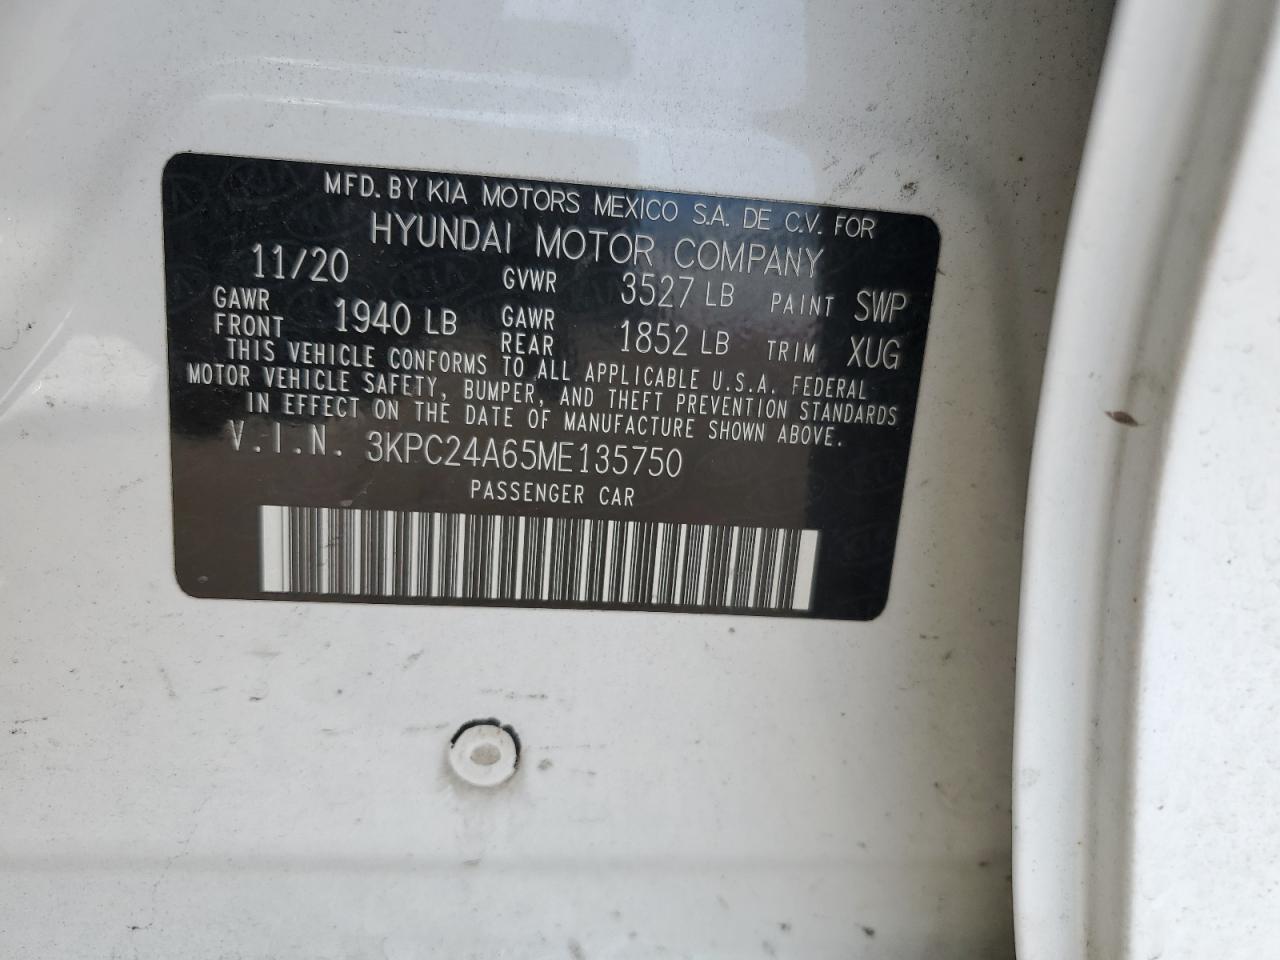 MFD. BY KIA MOTORS MEXICO S.A. DE C.V. FOR
HYUNDAI MOTOR COMPANY
11/20 GVWR 3527 LB PAINT SWP
GAWR FRONT 1940 LB GAWR REAR 1852 LB TRIM XUG
THIS VEHICLE CONFORMS TO ALL APPLICABLE U.S.A. FEDERAL
MOTOR VEHICLE SAFETY, BUMPER, AND THEFT PREVENTION STANDARDS
IN EFFECT ON THE DATE OF MANUFACTURE SHOWN ABOVE.
V.I.N. 3KPC24A65ME135750
PASSENGER CAR